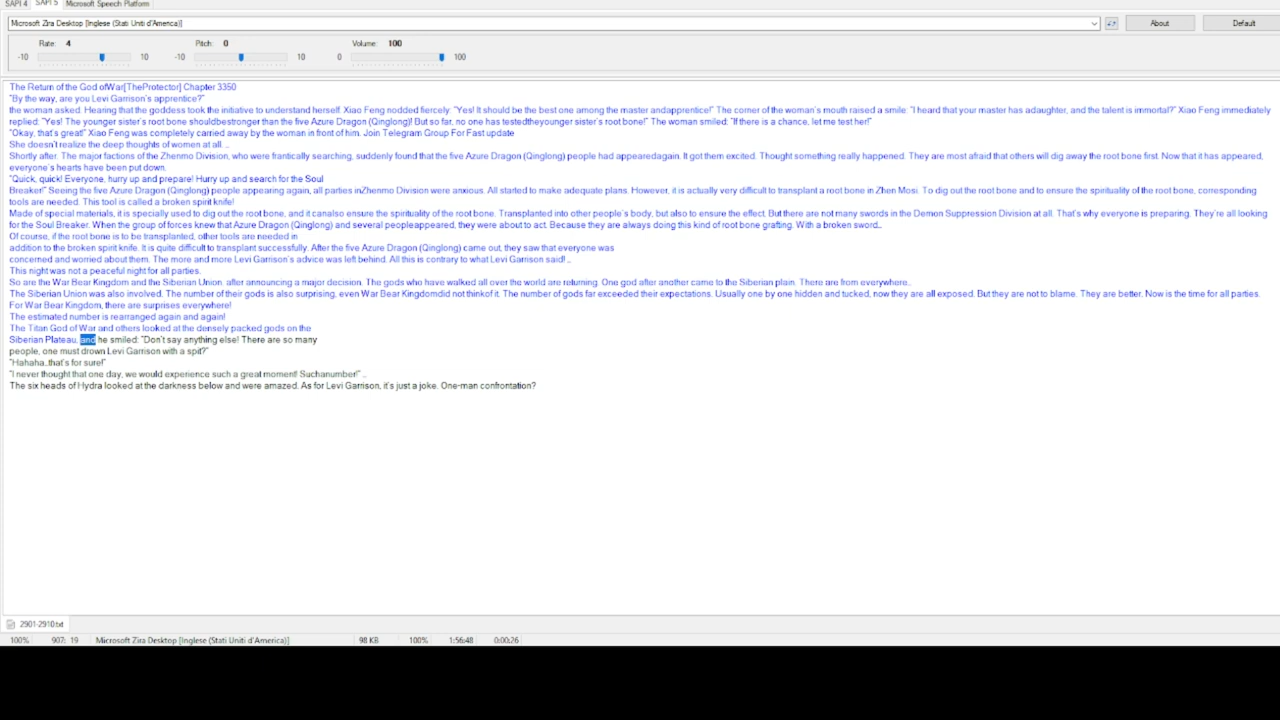 SAPI 4 SAPI 5 Microsoft Speech Platform
Microsoft Zira Desktop [Inglese (Stati Uniti d'America)] About Default
Rate: 4 Pitch: 0 Volume: 100
-10 10 -10 10 0 100
The Return of the God ofWar[TheProtector] Chapter 3350
"By the way, are you Levi Garrison's apprentice?"
the woman asked. Hearing that the goddess took the initiative to understand herself. Xiao Feng nodded fiercely: "Yes! It should be the best one among the master andapprentice!" The corner of the woman's mouth raised a smile: "I heard that your master has adaughter, and the talent is immortal?" Xiao Feng immediately
replied: "Yes! The younger sister's root bone shouldbestronger than the five Azure Dragon (Qinglong)! But so far, no one has testedtheyounger sister's root bone!" The woman smiled: "If there is a chance, let me test her!"
"Okay, that's great!" Xiao Feng was completely carried away by the woman in front of him. Join Telegram Group For Fast update
She doesn't realize the deep thoughts of women at all. ..
Shortly after. The major factions of the Zhenmo Division, who were frantically searching, suddenly found that the five Azure Dragon (Qinglong) people had appearedagain. It got them excited. Thought something really happened. They are most afraid that others will dig away the root bone first. Now that it has appeared,
everyone's hearts have been put down.
"Quick, quick! Everyone, hurry up and prepare! Hurry up and search for the Soul
Breaker!" Seeing the five Azure Dragon (Qinglong) people appearing again, all parties inZhenmo Division were anxious. All started to make adequate plans. However, it is actually very difficult to transplant a root bone in Zhen Mosi. To dig out the root bone and to ensure the spirituality of the root bone, corresponding
tools are needed. This tool is called a broken spirit knife!
Made of special materials, it is specially used to dig out the root bone, and it canalso ensure the spirituality of the root bone. Transplanted into other people's body, but also to ensure the effect. But there are not many swords in the Demon Suppression Division at all. That's why everyone is preparing. They're all looking
for the Soul Breaker. When the group of forces knew that Azure Dragon (Qinglong) and several peopleappeared, they were about to act. Because they are always doing this kind of root bone grafting. With a broken sword..
Of course, if the root bone is to be transplanted, other tools are needed in
addition to the broken spirit knife. It is quite difficult to transplant successfully. After the five Azure Dragon (Qinglong) came out, they saw that everyone was
concerned and worried about them. The more and more Levi Garrison's advice was left behind. All this is contrary to what Levi Garrison said! ..
This night was not a peaceful night for all parties.
So are the War Bear Kingdom and the Siberian Union. after announcing a major decision. The gods who have walked all over the world are returning. One god after another came to the Siberian plain. There are from everywhere..
The Siberian Union was also involved. The number of their gods is also surprising, even War Bear Kingdomdid not thinkof it. The number of gods far exceeded their expectations. Usually one by one hidden and tucked, now they are all exposed. But they are not to blame. They are better. Now is the time for all parties.
For War Bear Kingdom, there are surprises everywhere!
The estimated number is rearranged again and again!
The Titan God of War and others looked at the densely packed gods on the
Siberian Plateau, and he smiled: "Don't say anything else! There are so many
people, one must drown Levi Garrison with a spit?"
"Hahaha..that's for sure!"
"I never thought that one day, we would experience such a great moment! Suchanumber!" ..
The six heads of Hydra looked at the darkness below and were amazed. As for Levi Garrison, it's just a joke. One-man confrontation?
2901-2910.txt
100% 907: 19 Microsoft Zira Desktop [Inglese (Stati Uniti d'America)] 98 KB 100% 1:56:48 0:00:26